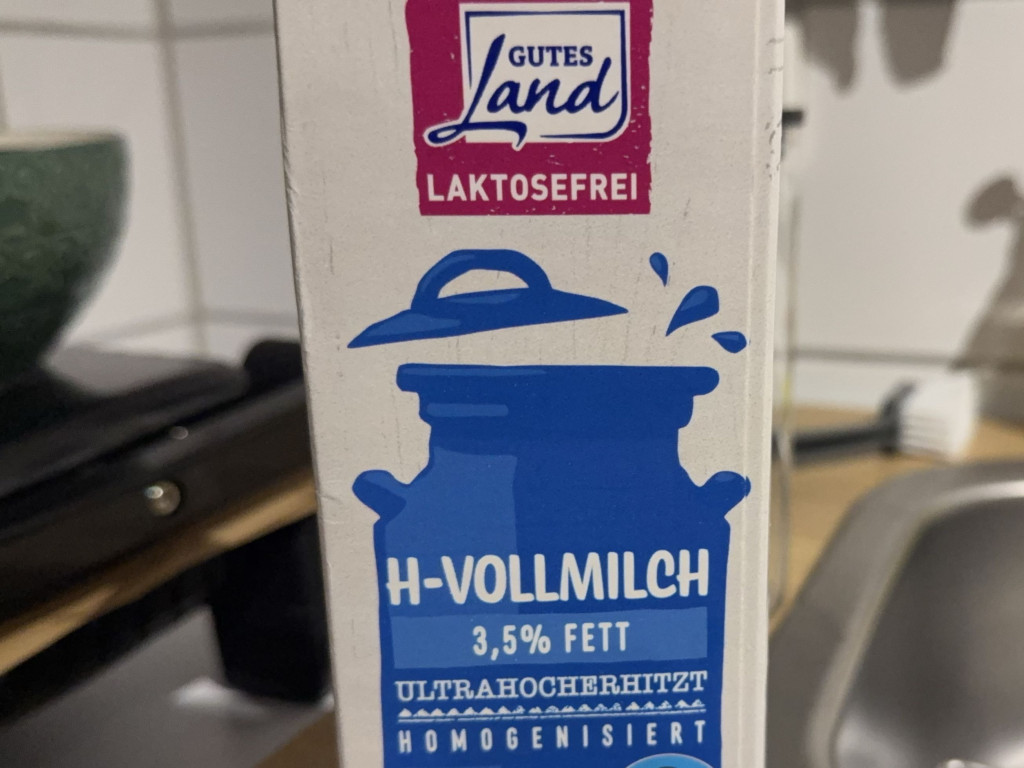 GUTES
Land
LAKTOSEFREI
H-VOLLMILCH
3,5% FETT
ULTRAHOCHERHITZT
HOMOGENISIERT